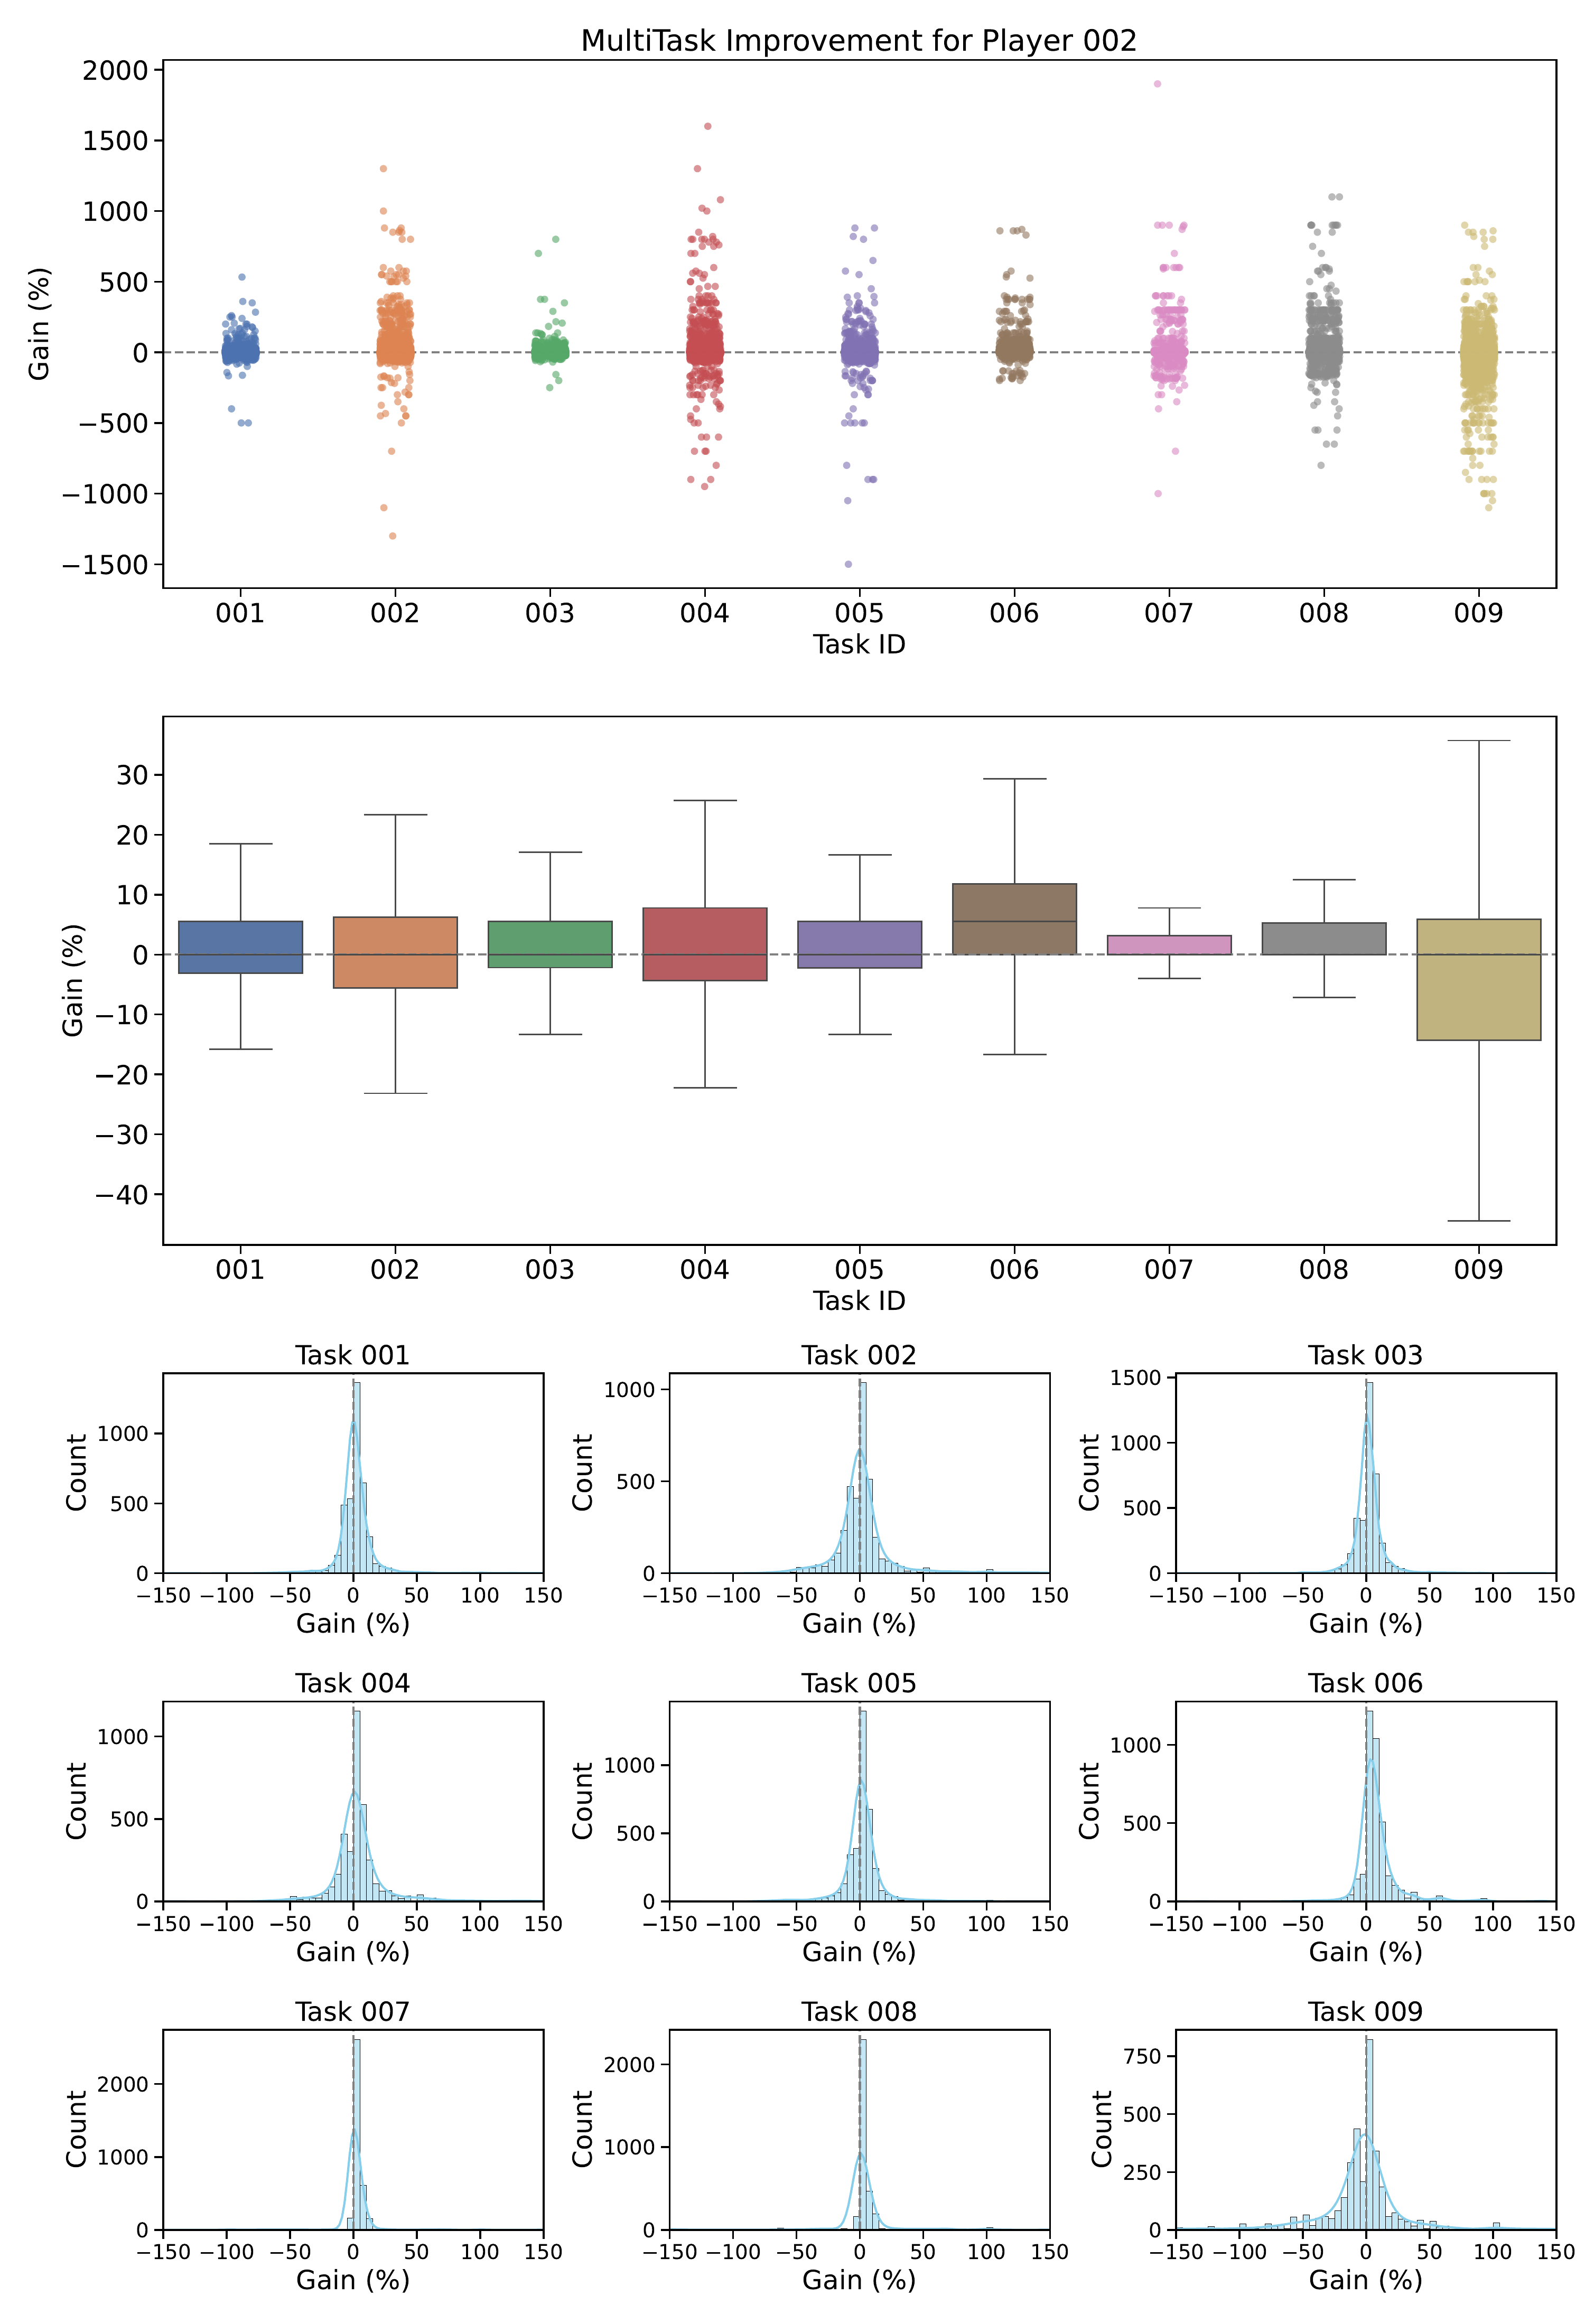 MultiTask Improvement for Player 002
Gain (%)
2000
1500
1000
500
0
−500
−1000
−1500
001 002 003 004 005 006 007 008 009
Task ID
Gain (%)
30
20
10
0
−10
−20
−30
−40
001 002 003 004 005 006 007 008 009
Task ID
Task 001
Count
1000
500
0
−150 −100 −50 0 50 100 150
Gain (%)
Task 002
Count
1000
500
0
−150 −100 −50 0 50 100 150
Gain (%)
Task 003
Count
1500
1000
500
0
−150 −100 −50 0 50 100 150
Gain (%)
Task 004
Count
1000
500
0
−150 −100 −50 0 50 100 150
Gain (%)
Task 005
Count
1000
500
0
−150 −100 −50 0 50 100 150
Gain (%)
Task 006
Count
1000
500
0
−150 −100 −50 0 50 100 150
Gain (%)
Task 007
Count
2000
1000
0
−150 −100 −50 0 50 100 150
Gain (%)
Task 008
Count
2000
1000
0
−150 −100 −50 0 50 100 150
Gain (%)
Task 009
Count
750
500
250
0
−150 −100 −50 0 50 100 150
Gain (%)